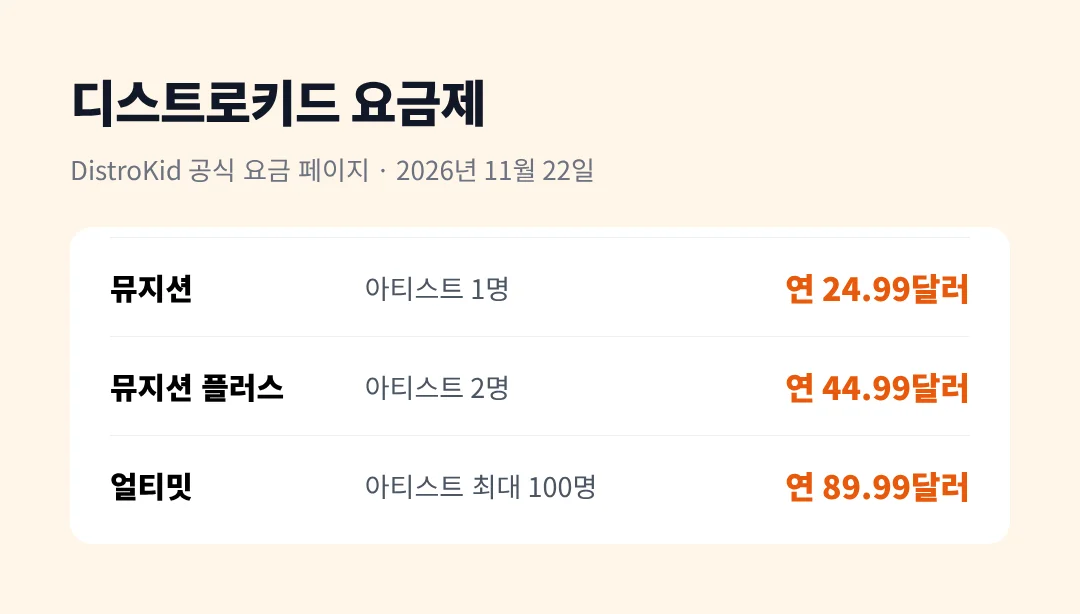 디스트로키드 요금제
DistroKid 공식 요금 페이지 · 2026년 11월 22일
뮤지션 아티스트 1명 연 24.99달러
뮤지션 플러스 아티스트 2명 연 44.99달러
얼티밋 아티스트 최대 100명 연 89.99달러